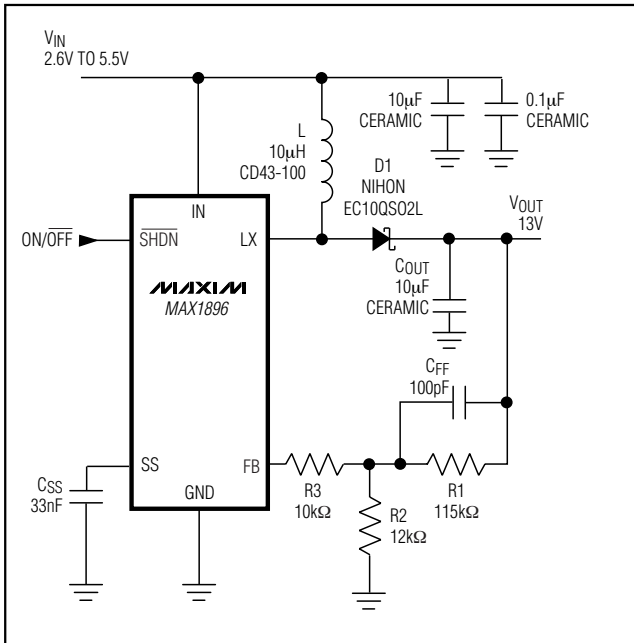 VIN
2.6V TO 5.5V
10μF
CERAMIC
0.1μF
CERAMIC
L
10μH
CD43-100
D1
NIHON
EC10QS02L
VOUT
13V
IN
ON/O̅F̅F̅
S̅H̅D̅N̅
LX
MAXIM
MAX1896
COUT
10μF
CERAMIC
CFF
100pF
SS
FB
GND
CSS
33nF
R3
10kΩ
R1
115kΩ
R2
12kΩ